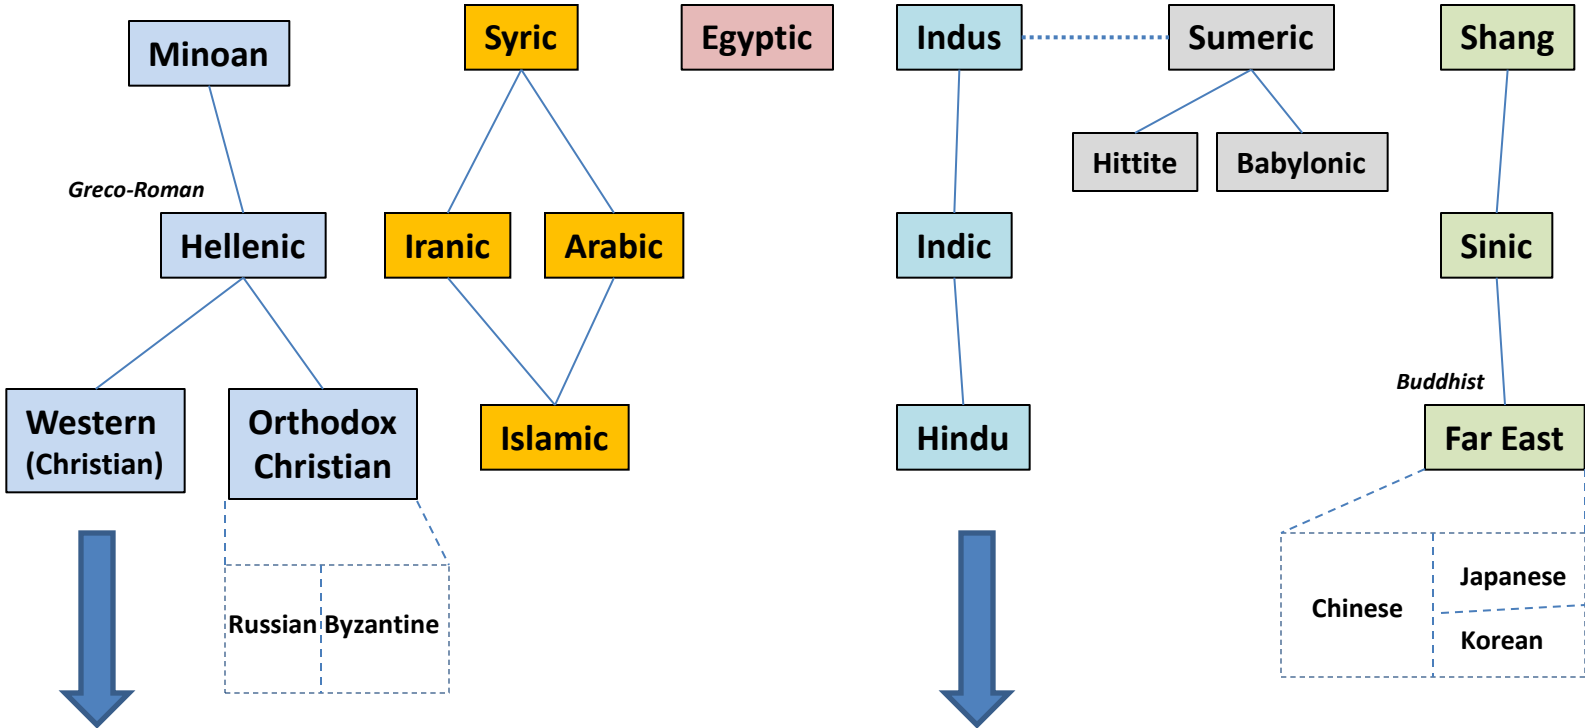 Minoan
Syric
Egyptic
Indus
Sumeric
Shang
Hittite
Babylonic
Greco-Roman
Hellenic
Iranic
Arabic
Indic
Sinic
Buddhist
Western
(Christian)
Orthodox
Christian
Islamic
Hindu
Far East
Russian
Byzantine
Chinese
Japanese
Korean